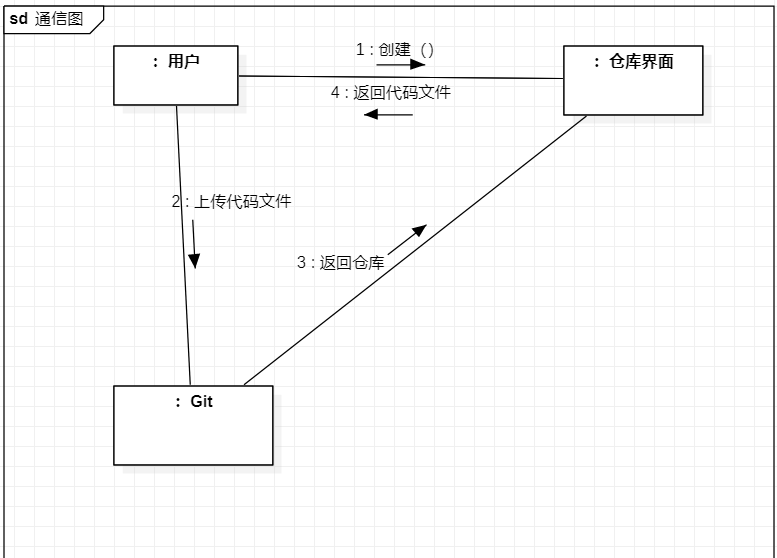 sd 通信图
: 用户
1 : 创建（）
: 仓库界面
4 : 返回代码文件
2 : 上传代码文件
3 : 返回仓库
: Git